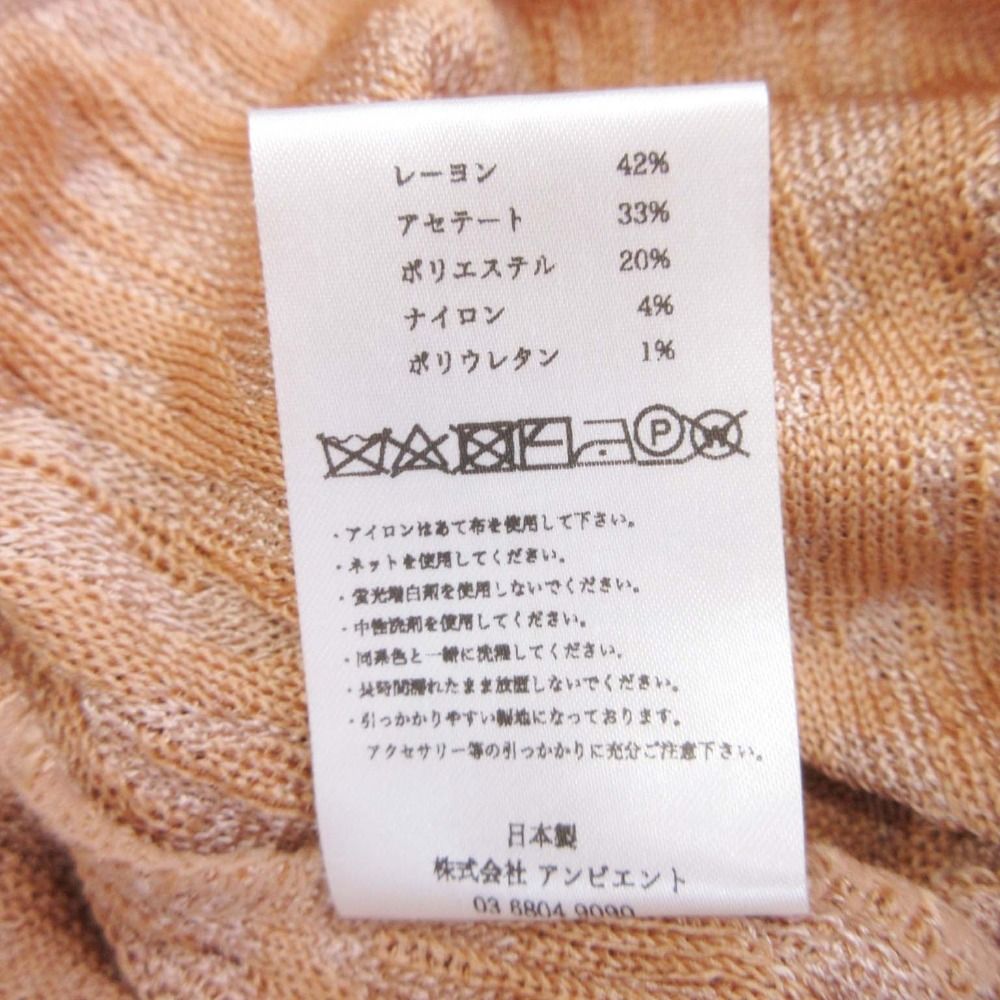 レーヨン 42%
アセテート 33%
ポリエステル 20%
ナイロン 4%
ポリウレタン 1%
P W
・アイロンはあて布を使用して下さい。
・ネットを使用してください。
・蛍光増白剤を使用しないでください。
・中性洗剤を使用してください。
・同系色と一緒に洗濯してください。
・長時間濡れたまま放置しないでください。
・引っかかりやすい編地になっております。
アクセサリー等の引っかかりに充分ご注意下さい。
日本製
株式会社 アンビエント
03 6804 9090